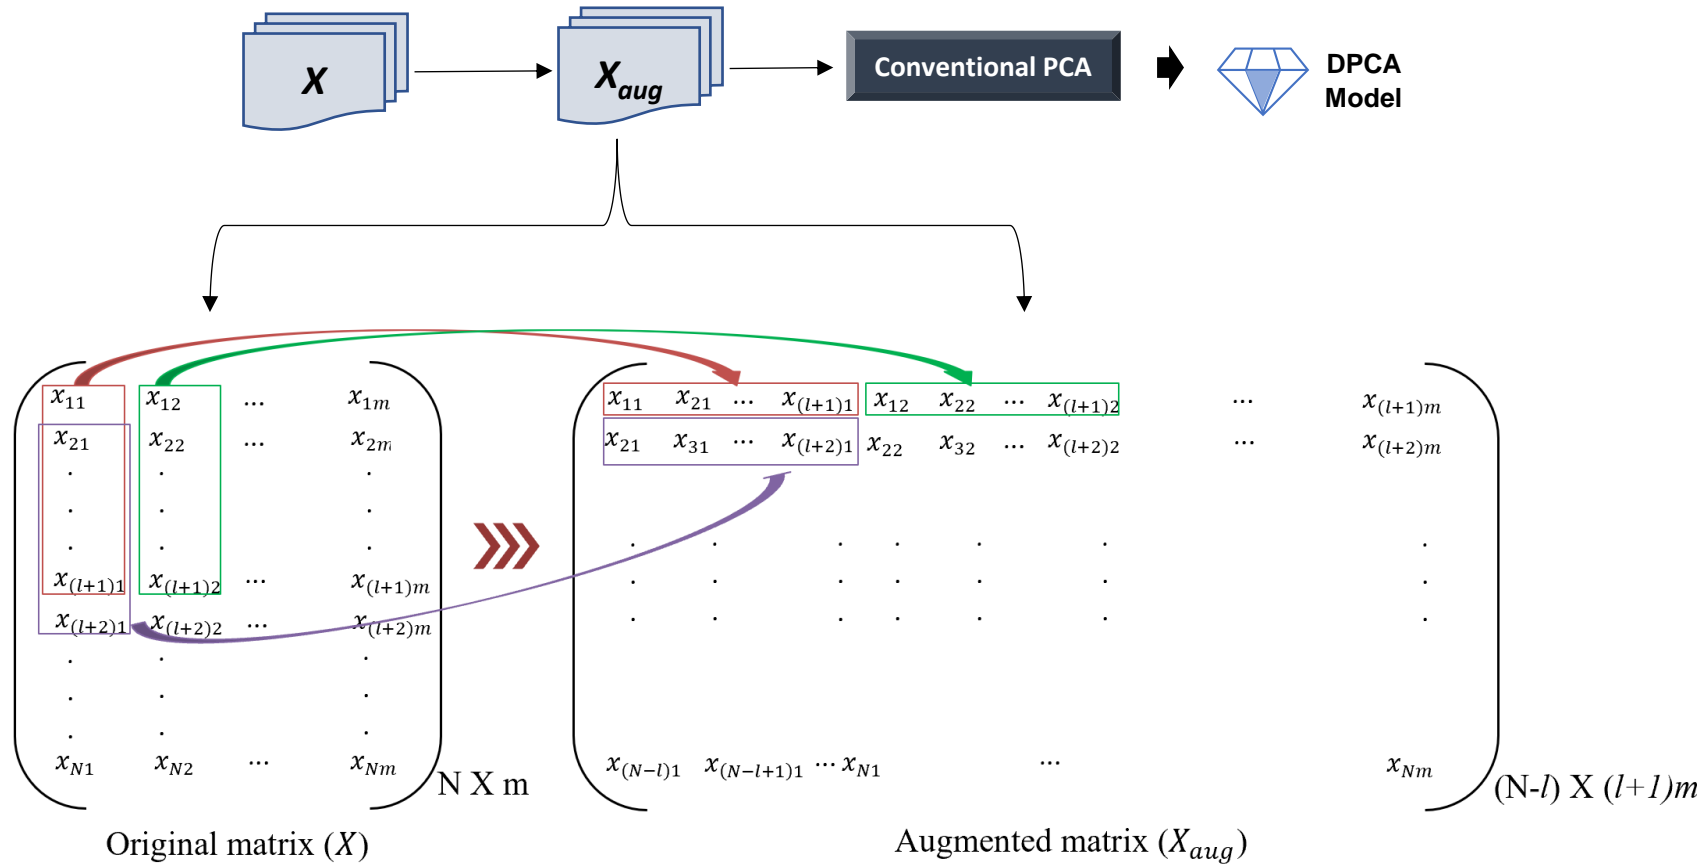 X
X_aug
Conventional PCA
DPCA
Model
x_11 x_12 ... x_1m
x_21 x_22 ... x_2m
. . .
. . .
. . .
x_(l+1)1 x_(l+1)2 ... x_(l+1)m
x_(l+2)1 x_(l+2)2 ... x_(l+2)m
. . .
. . .
. . .
x_N1 x_N2 ... x_Nm
N X m
Original matrix (X)
x_11 x_21 ... x_(l+1)1 x_12 x_22 ... x_(l+1)2 ... x_(l+1)m
x_21 x_31 ... x_(l+2)1 x_22 x_32 ... x_(l+2)2 ... x_(l+2)m
. . . . . . .
. . . . . . .
. . . . . . .
x_(N-l)1 x_(N-l+1)1 ... x_N1 ... x_Nm
(N-l) X (l+1)m
Augmented matrix (X_aug)